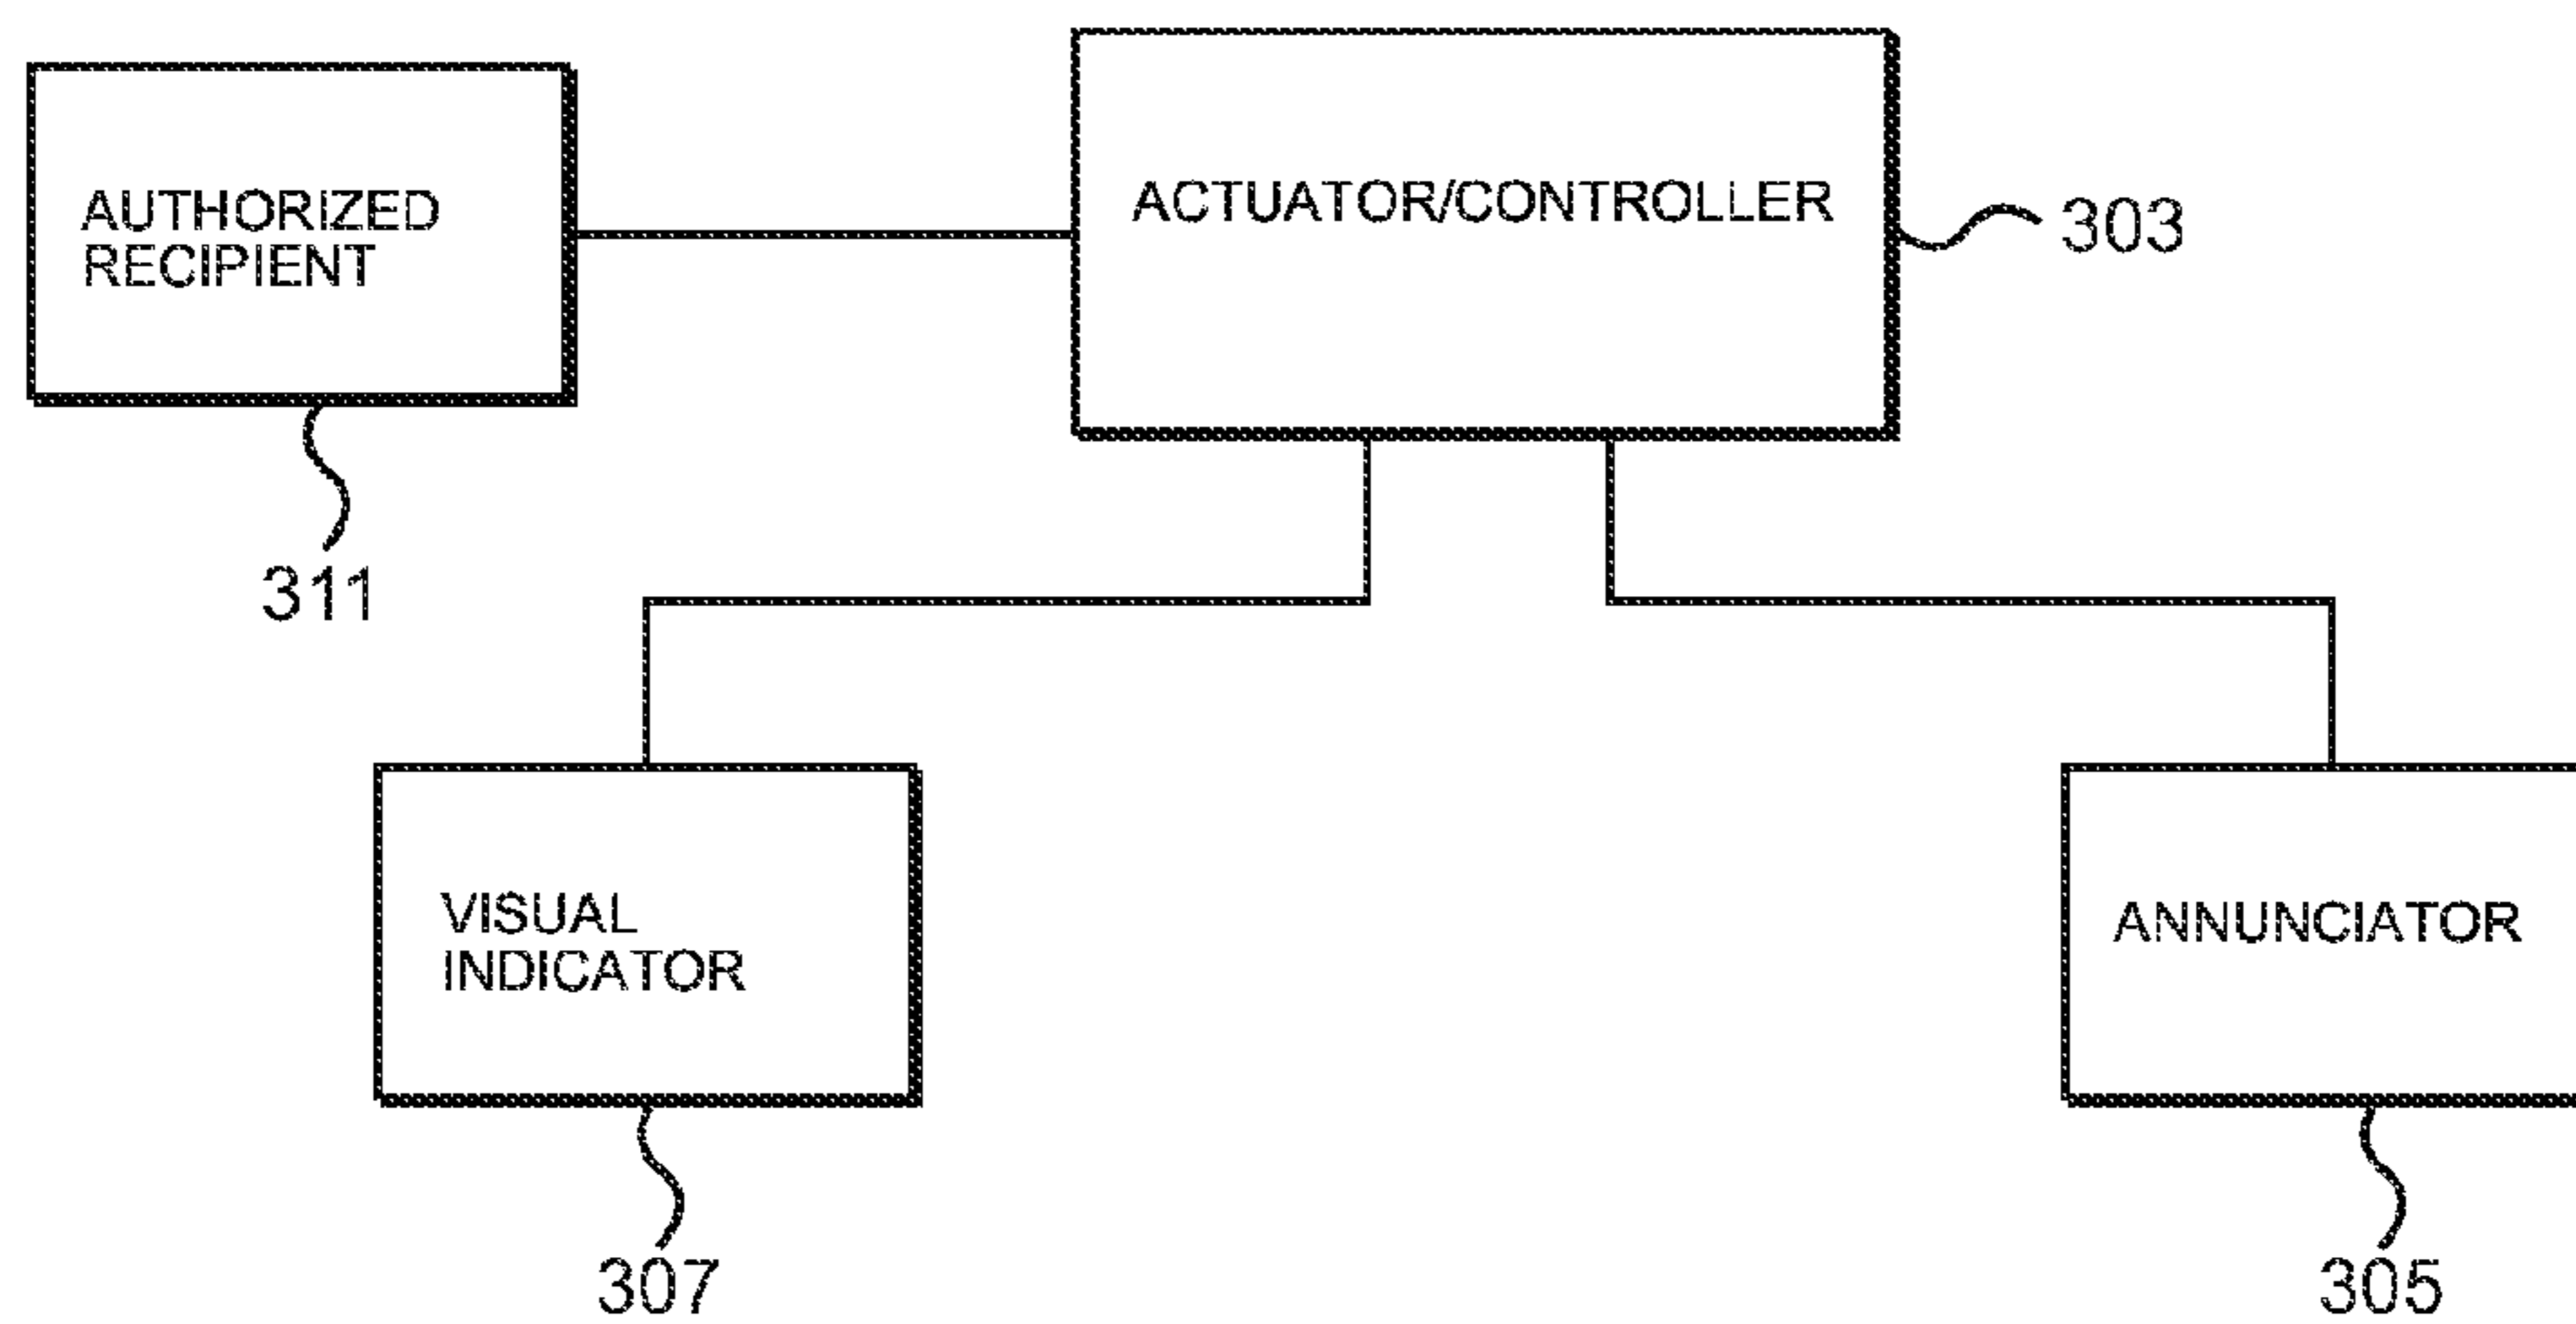 AUTHORIZED
RECIPIENT
ACTUATOR/CONTROLLER
303
311
VISUAL
INDICATOR
ANNUNCIATOR
307
305